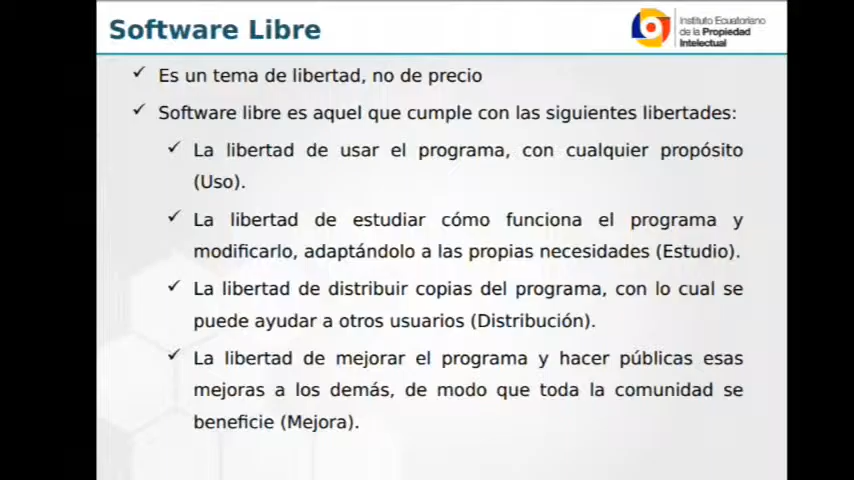 Software Libre
Instituto Ecuatoriano
de la Propiedad
Intelectual
✓ Es un tema de libertad, no de precio
✓ Software libre es aquel que cumple con las siguientes libertades:
✓ La libertad de usar el programa, con cualquier propósito
(Uso).
✓ La libertad de estudiar cómo funciona el programa y
modificarlo, adaptándolo a las propias necesidades (Estudio).
✓ La libertad de distribuir copias del programa, con lo cual se
puede ayudar a otros usuarios (Distribución).
✓ La libertad de mejorar el programa y hacer públicas esas
mejoras a los demás, de modo que toda la comunidad se
beneficie (Mejora).